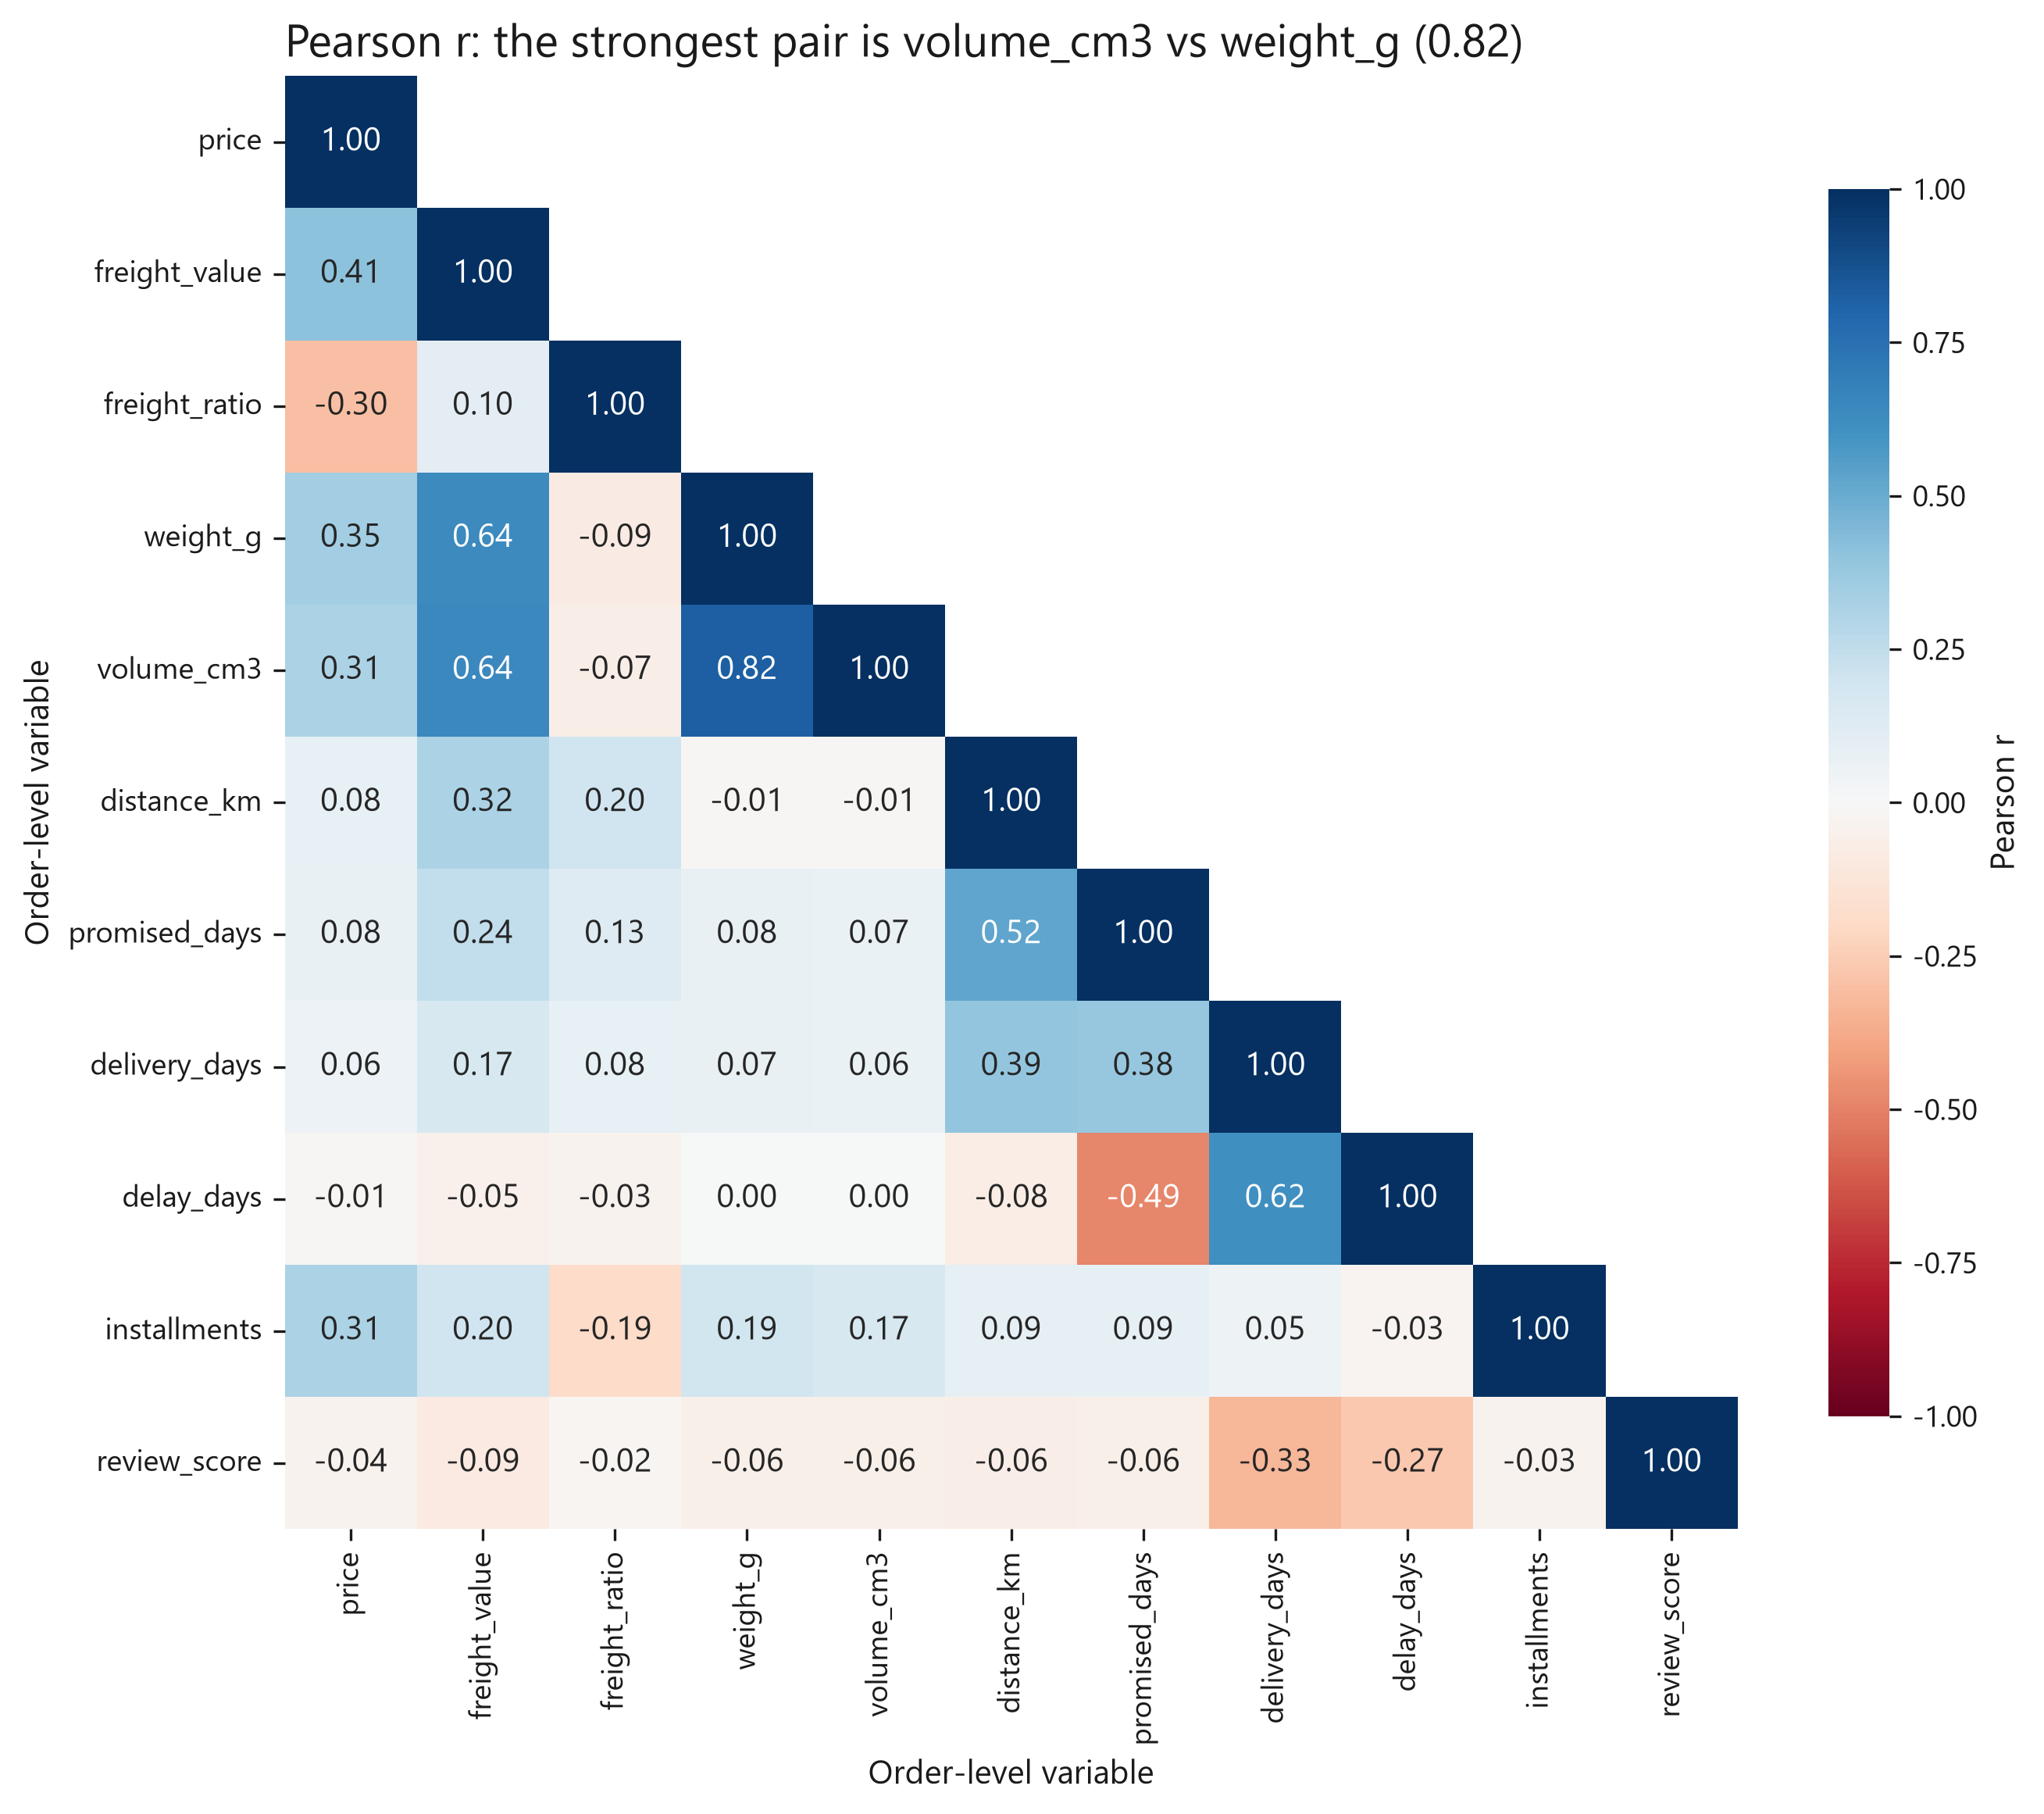 Pearson r: the strongest pair is volume_cm3 vs weight_g (0.82)
price 1.00
freight_value 0.41 1.00
freight_ratio -0.30 0.10 1.00
weight_g 0.35 0.64 -0.09 1.00
volume_cm3 0.31 0.64 -0.07 0.82 1.00
distance_km 0.08 0.32 0.20 -0.01 -0.01 1.00
promised_days 0.08 0.24 0.13 0.08 0.07 0.52 1.00
delivery_days 0.06 0.17 0.08 0.07 0.06 0.39 0.38 1.00
delay_days -0.01 -0.05 -0.03 0.00 0.00 -0.08 -0.49 0.62 1.00
installments 0.31 0.20 -0.19 0.19 0.17 0.09 0.09 0.05 -0.03 1.00
review_score -0.04 -0.09 -0.02 -0.06 -0.06 -0.06 -0.06 -0.33 -0.27 -0.03 1.00
Order-level variable
price freight_value freight_ratio weight_g volume_cm3 distance_km promised_days delivery_days delay_days installments review_score
Order-level variable
1.00
0.75
0.50
0.25
0.00
-0.25
-0.50
-0.75
-1.00
Pearson r